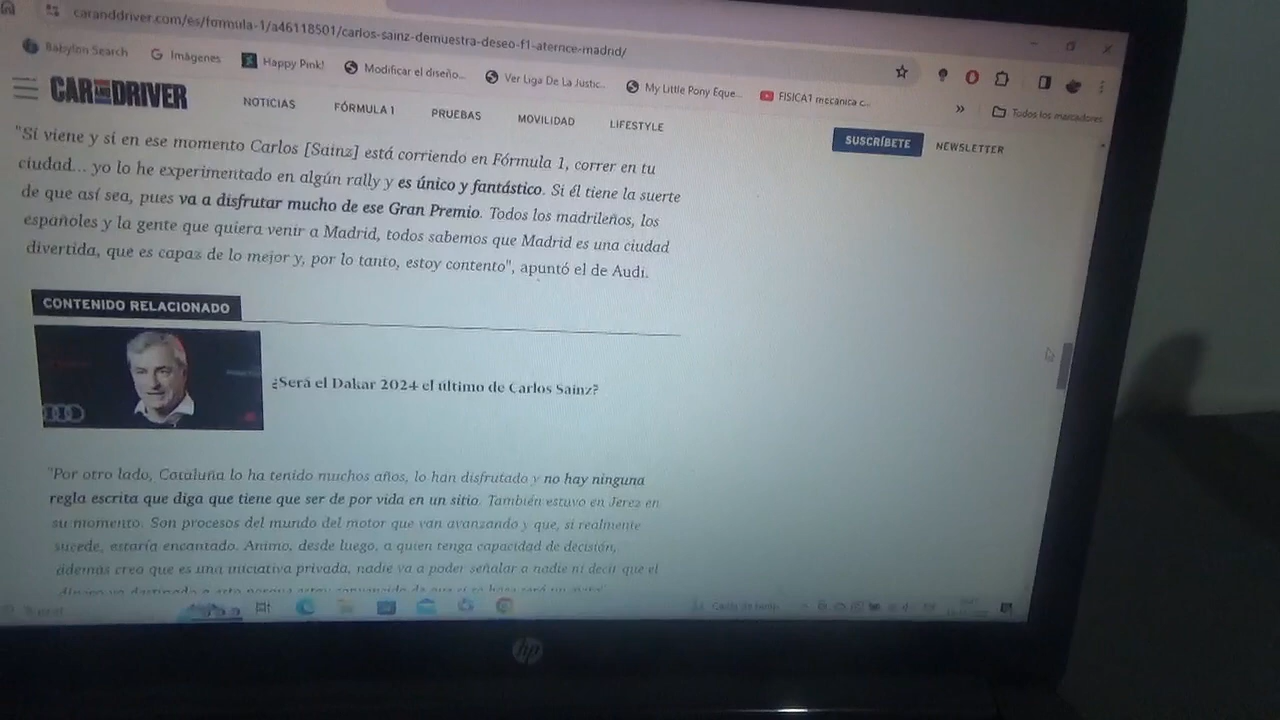 caranddriver.com/es/formula-1/a46118501/carlos-sainz-demuestra-deseo-f1-aterrice-madrid/
Babylon Search
Imágenes
Happy Pink!
Modificar el diseño...
Ver Liga De La Justic...
My Little Pony Eque...
FISICA1 mecánica c...
»
Todos los marcadores
CAR AND DRIVER
NOTICIAS
FÓRMULA 1
PRUEBAS
MOVILIDAD
LIFESTYLE
SUSCRÍBETE
NEWSLETTER
"Si viene y si en ese momento Carlos [Sainz] está corriendo en Fórmula 1, correr en tu
ciudad... yo lo he experimentado en algún rally y es único y fantástico. Si él tiene la suerte
de que así sea, pues va a disfrutar mucho de ese Gran Premio. Todos los madrileños, los
españoles y la gente que quiera venir a Madrid, todos sabemos que Madrid es una ciudad
divertida, que es capaz de lo mejor y, por lo tanto, estoy contento", apuntó el de Audi.
CONTENIDO RELACIONADO
¿Será el Dakar 2024 el último de Carlos Sainz?
"Por otro lado, Cataluña lo ha tenido muchos años, lo han disfrutado y no hay ninguna
regla escrita que diga que tiene que ser de por vida en un sitio. También estuvo en Jerez en
su momento. Son procesos del mundo del motor que van avanzando y que, si realmente
sucede, estaría encantado. Animo, desde luego, a quien tenga capacidad de decisión,
además creo que es una iniciativa privada, nadie va a poder señalar a nadie ni decir que el
hp